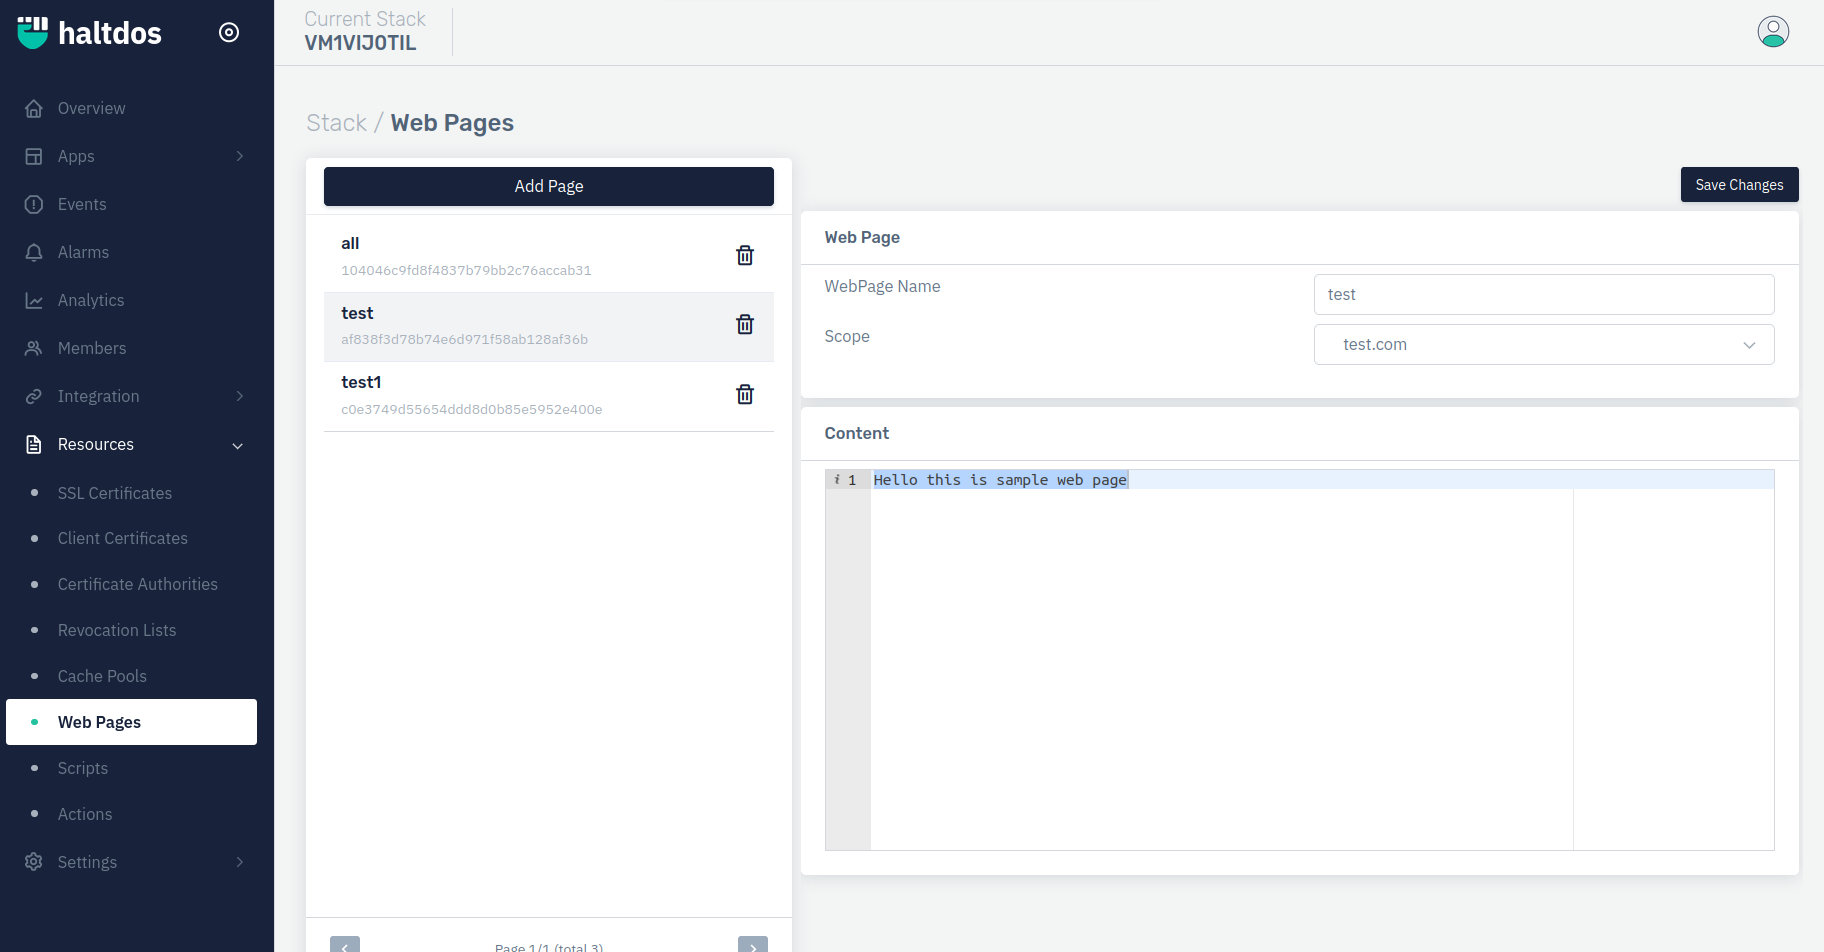 haltdos
Current Stack
VM1VIJ0TIL
Overview
Apps
Events
Alarms
Analytics
Members
Integration
Resources
SSL Certificates
Client Certificates
Certificate Authorities
Revocation Lists
Cache Pools
Web Pages
Scripts
Actions
Settings
Stack / Web Pages
Add Page
all
104046c9fd8f4837b79bb2c76accab31
test
af838f3d78b74e6d971f58ab128af36b
test1
c0e3749d55654ddd8d0b85e5952e400e
Page 1/1 (total 3)
Save Changes
Web Page
WebPage Name
test
Scope
test.com
Content
i 1 Hello this is sample web page